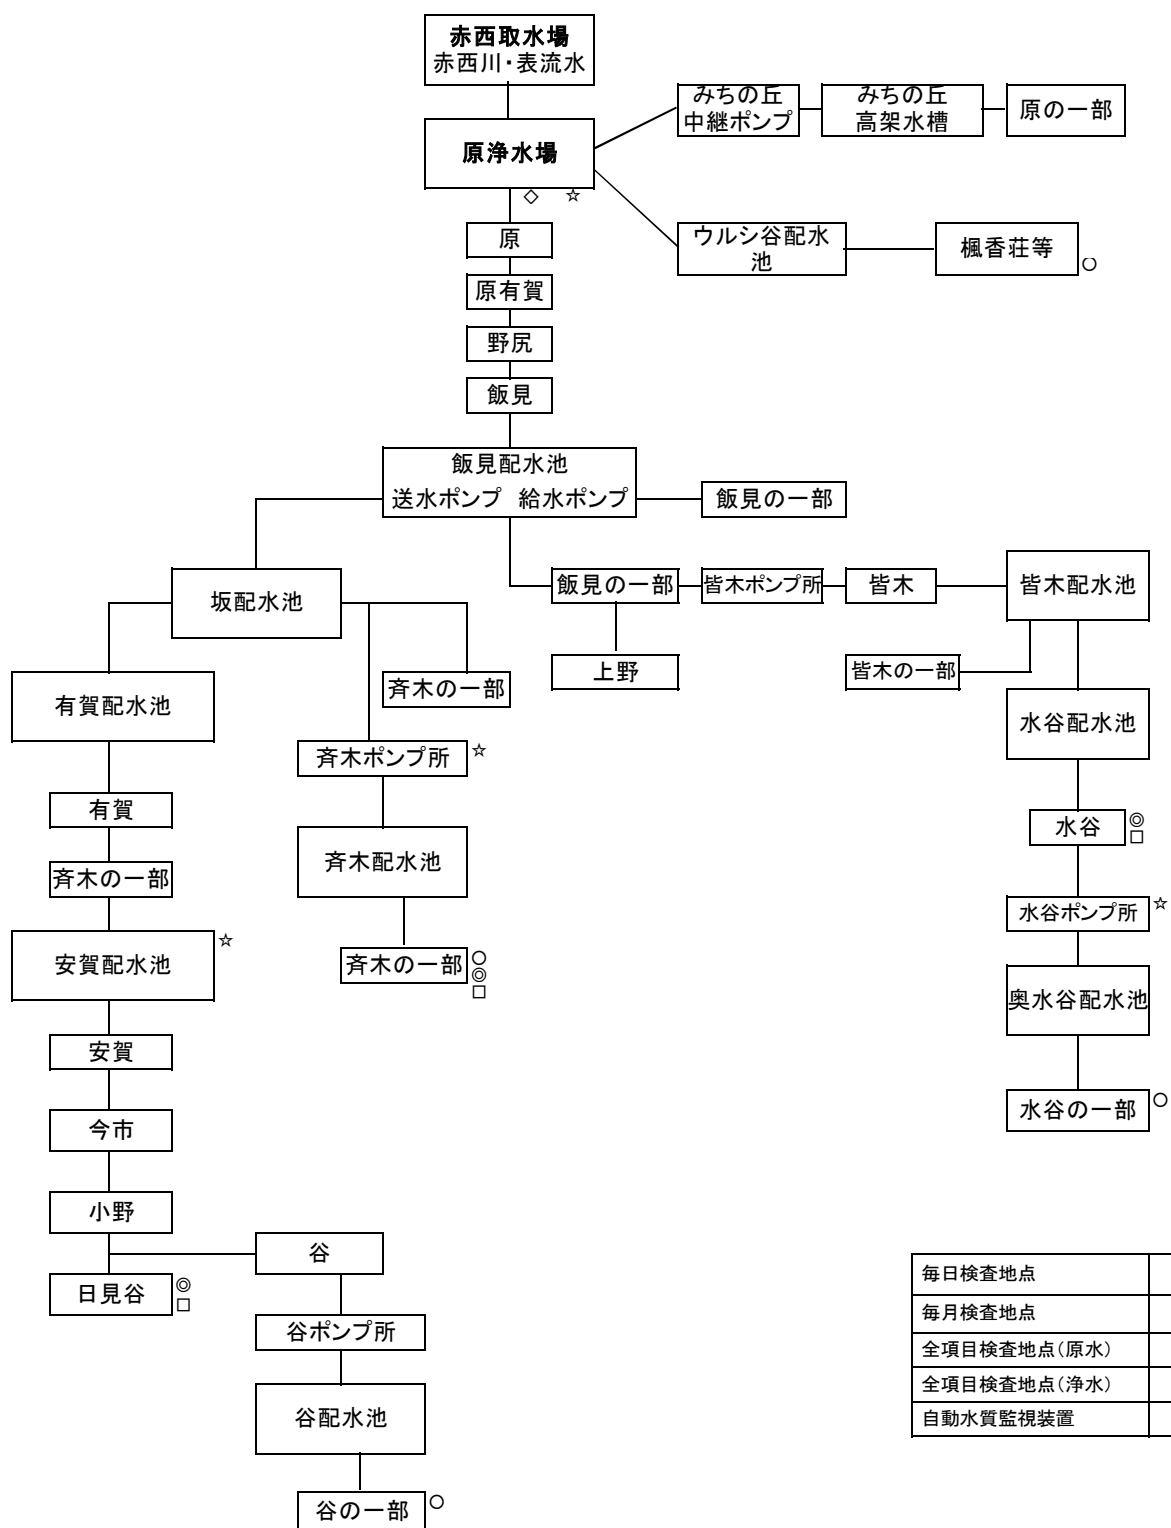 赤西取水場
赤西川・表流水
みちの丘
中継ポンプ
みちの丘
高架水槽
原の一部
原浄水場
◇ ☆
原
ウルシ谷配水
池
楓香荘等
○
原有賀
野尻
飯見
飯見配水池
送水ポンプ 給水ポンプ
飯見の一部
坂配水池
飯見の一部
皆木ポンプ所
皆木
皆木配水池
上野
皆木の一部
有賀配水池
斉木の一部
水谷配水池
斉木ポンプ所
☆
有賀
水谷
◎
□
斉木配水池
斉木の一部
水谷ポンプ所
☆
安賀配水池
☆
斉木の一部
○
◎
□
奥水谷配水池
安賀
水谷の一部
○
今市
小野
谷
日見谷
◎
□
谷ポンプ所
谷配水池
谷の一部
○
毎日検査地点
毎月検査地点
全項目検査地点(原水)
全項目検査地点(浄水)
自動水質監視装置